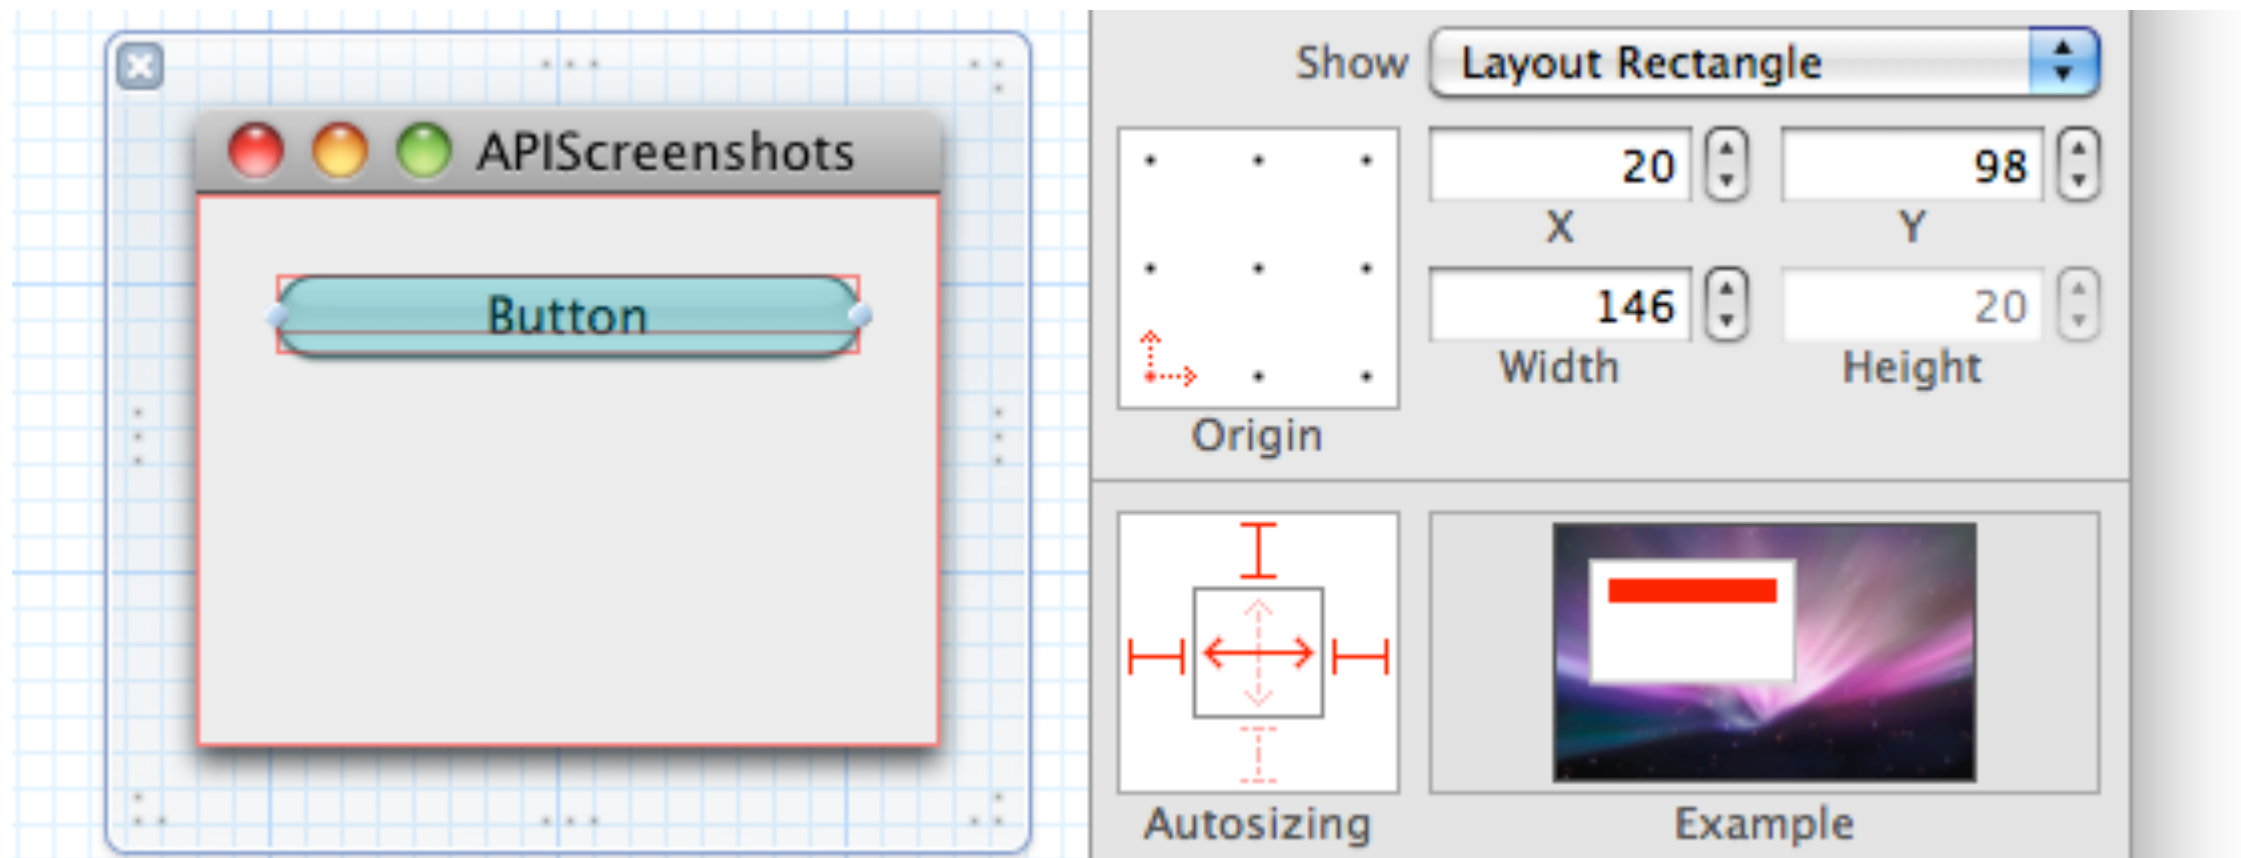 APIScreenshots
Button
Show Layout Rectangle
20 98
X Y
146 20
Width Height
Origin
Autosizing Example